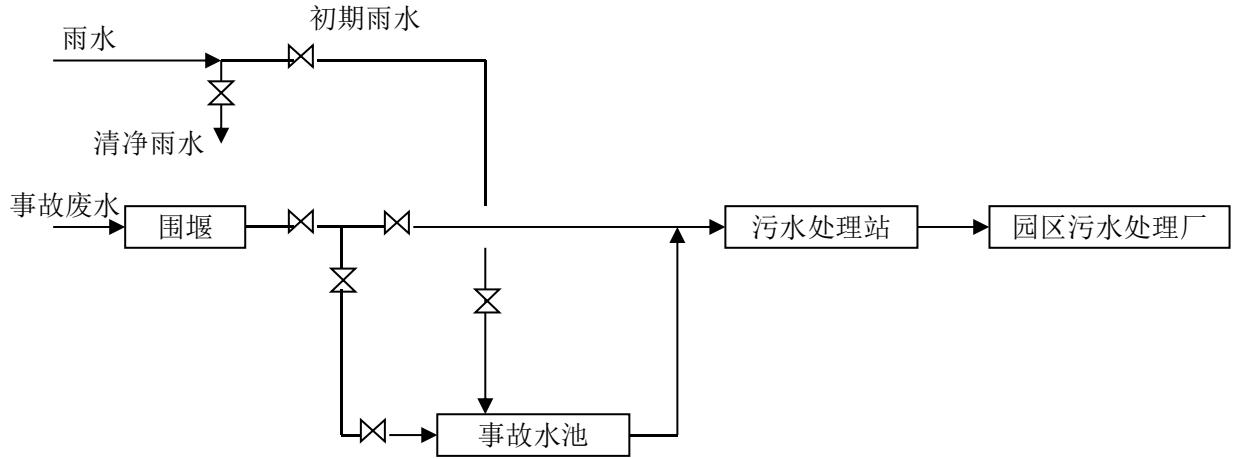 初期雨水
雨水
清净雨水
事故废水
围堰
污水处理站
园区污水处理厂
事故水池